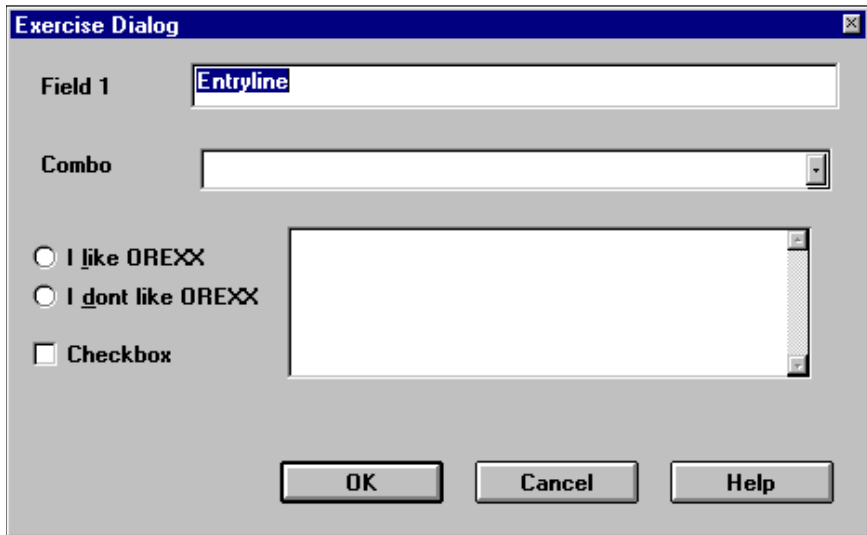 Exercise Dialog
Field 1 Entryline
Combo
I like OREXX
I dont like OREXX
Checkbox
OK Cancel Help